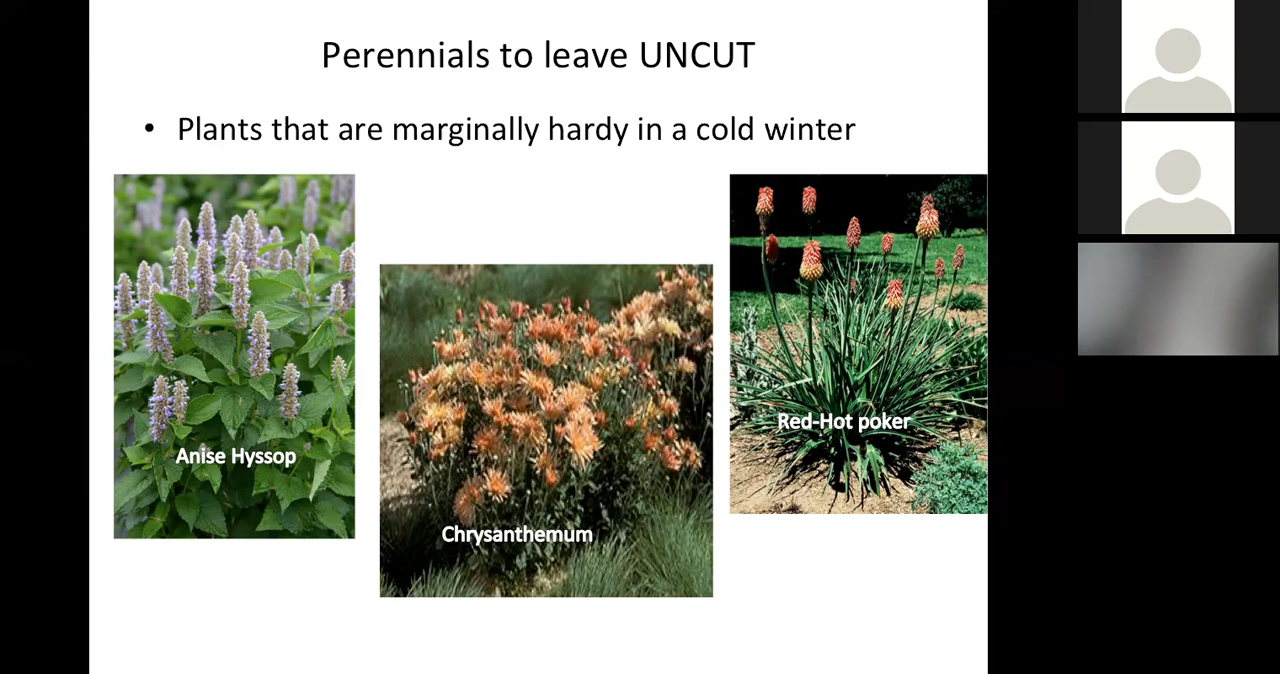 Perennials to leave UNCUT
• Plants that are marginally hardy in a cold winter
Anise Hyssop
Chrysanthemum
Red-Hot poker